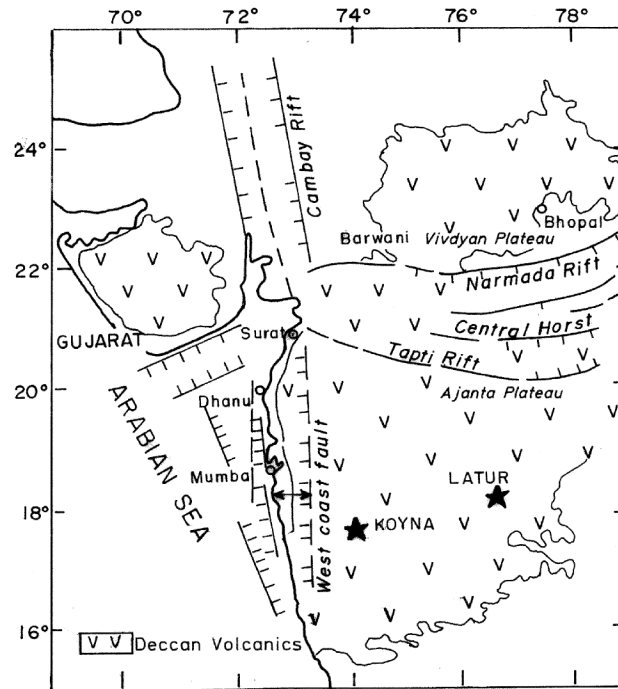 70° 72° 74° 76° 78°
24°
22°
20°
18°
16°
Cambay Rift
V V V
V V V V
V V
Bhopal
Barwani Vivdyan Plateau
Narmada Rift
V V V
V V
V
V V V
GUJARAT
Surat
V V
Central Horst
Tapti Rift
V V
Ajanta Plateau
ARABIAN SEA
Dhanu
V V V V
V V V
Mumba
V V V
West coast fault
LATUR
V
KOYNA
V V
V V V V
V V V V
V V Deccan Volcanics